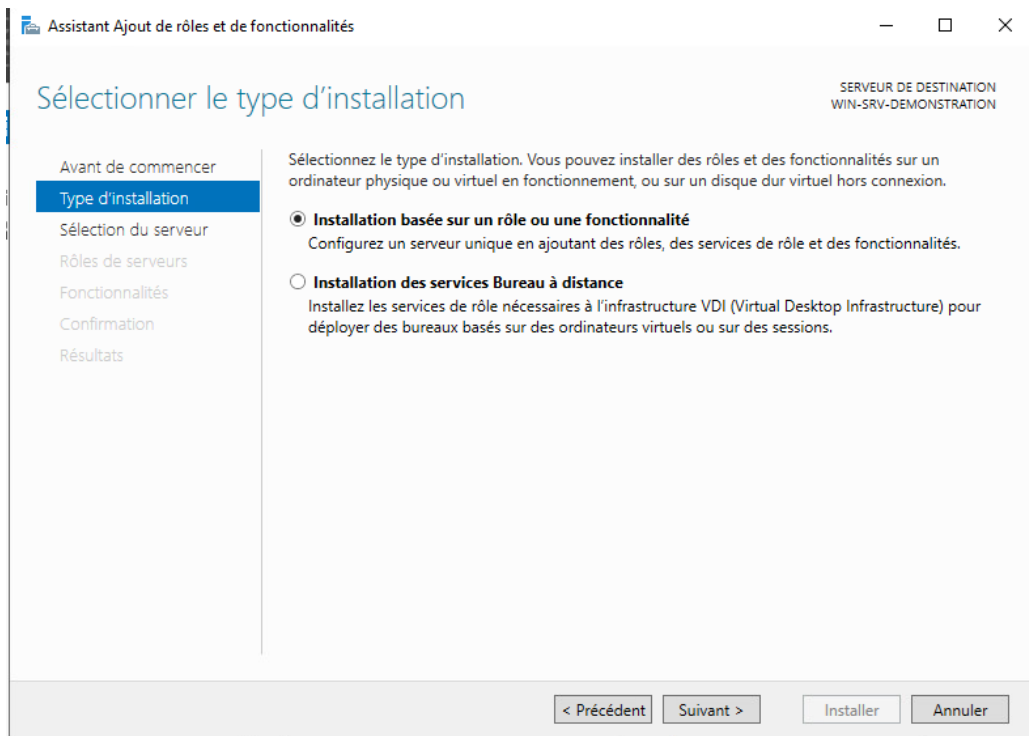 Assistant Ajout de rôles et de fonctionnalités
Sélectionner le type d’installation
SERVEUR DE DESTINATION
WIN-SRV-DEMONSTRATION
Avant de commencer
Type d’installation
Sélection du serveur
Rôles de serveurs
Fonctionnalités
Confirmation
Résultats
Sélectionnez le type d’installation. Vous pouvez installer des rôles et des fonctionnalités sur un
ordinateur physique ou virtuel en fonctionnement, ou sur un disque dur virtuel hors connexion.
Installation basée sur un rôle ou une fonctionnalité
Configurez un serveur unique en ajoutant des rôles, des services de rôle et des fonctionnalités.
Installation des services Bureau à distance
Installez les services de rôle nécessaires à l’infrastructure VDI (Virtual Desktop Infrastructure) pour
déployer des bureaux basés sur des ordinateurs virtuels ou sur des sessions.
< Précédent
Suivant >
Installer
Annuler